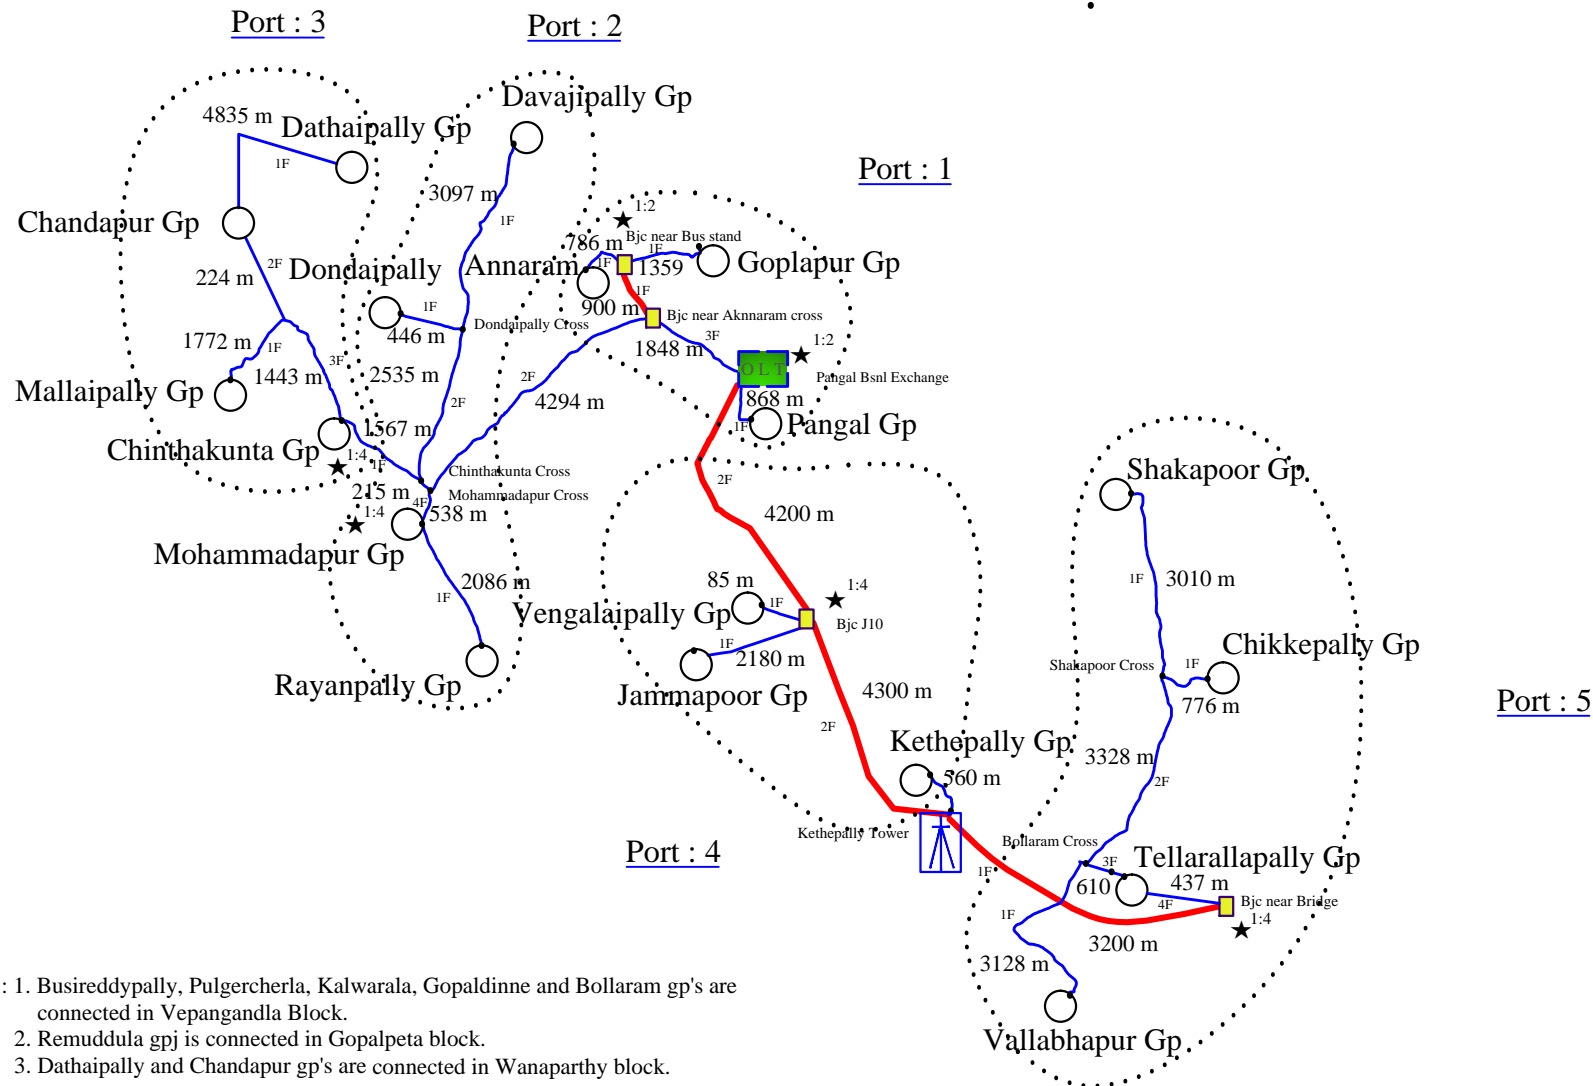 Port : 3
Port : 2
Davajipally Gp
4835 m
Dathaipally Gp
1F
Port : 1
3097 m
1F
1:2
Chandapur Gp
Bjc near Bus stand
786 m
1F
2F
Dondaipally
Annaram
1F
1359
Goplapur Gp
224 m
1F
1F
900 m
Bjc near Aknnaram cross
446 m
Dondaipally Cross
1772 m
1F
3F
1848 m
3F
1:2
1443 m
2535 m
2F
OLT
Pangal Bsnl Exchange
Mallaipally Gp
4294 m
868 m
2F
1F
Pangal Gp
1567 m
Chinthakunta Gp
1:4
1F
Chinthakunta Cross
Shakapoor Gp
2F
215 m
4F
Mohammadapur Cross
1:4
538 m
4200 m
Mohammadapur Gp
2086 m
1F
85 m
1F
1:4
1F
3010 m
Vengalaipally Gp
Bjc J10
1F
2180 m
Shakapoor Cross
1F
Chikkepally Gp
Rayanpally Gp
Jammapoor Gp
4300 m
776 m
Port : 5
2F
Kethepally Gp
3328 m
560 m
2F
Kethepally Tower
Bollaram Cross
Port : 4
3F
Tellarallapally Gp
1F
610
437 m
4F
Bjc near Bridge
1F
1:4
3200 m
3128 m
Vallabhapur Gp
: 1. Busireddypally, Pulgercherla, Kalwarala, Gopaldinne and Bollaram gp's are
connected in Vepangandla Block.
2. Remuddula gpj is connected in Gopalpeta block.
3. Dathaipally and Chandapur gp's are connected in Wanaparthy block.